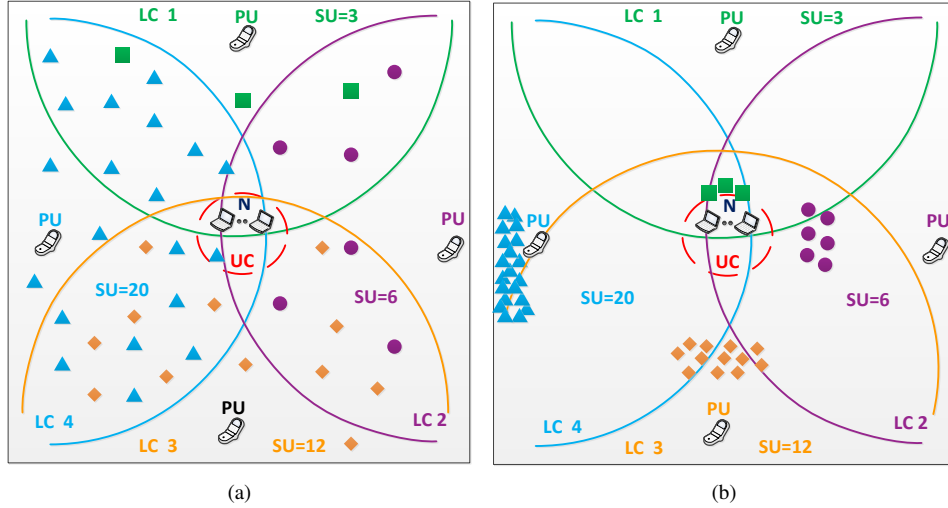 LC 1 PU SU=3
N
PU PU
UC
SU=20 SU=6
PU
LC 4 LC 2
LC 3 SU=12
(a)
LC 1 PU SU=3
N
PU PU
UC
SU=20 SU=6
PU
LC 4 LC 2
LC 3 SU=12
(b)